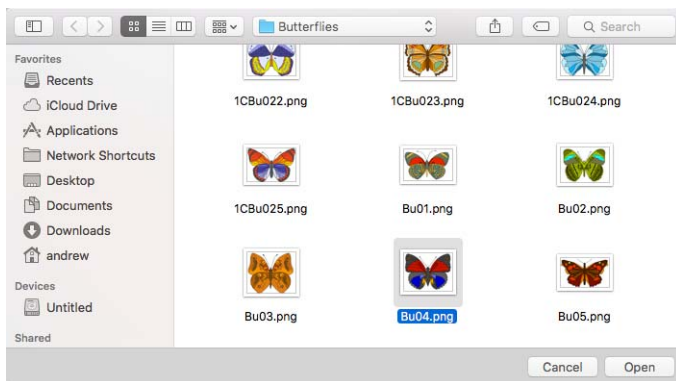 Butterflies
Search
Favorites
Recents
iCloud Drive
Applications
Network Shortcuts
Desktop
Documents
Downloads
andrew
Devices
Untitled
Shared
1CBu022.png
1CBu023.png
1CBu024.png
1CBu025.png
Bu01.png
Bu02.png
Bu03.png
Bu04.png
Bu05.png
Cancel
Open